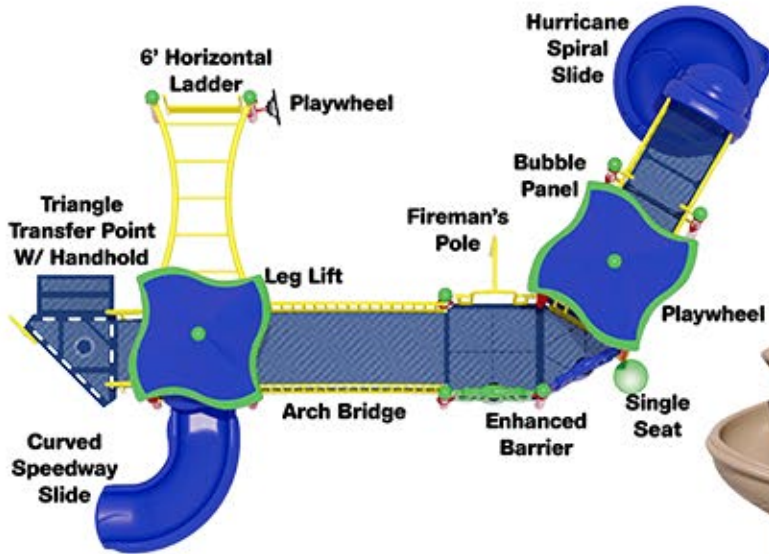 Hurricane
Spiral
Slide
6' Horizontal
Ladder
Playwheel
Bubble
Panel
Triangle
Transfer Point
W/ Handhold
Fireman's
Pole
Leg Lift
Playwheel
Arch Bridge
Enhanced
Barrier
Single
Seat
Curved
Speedway
Slide